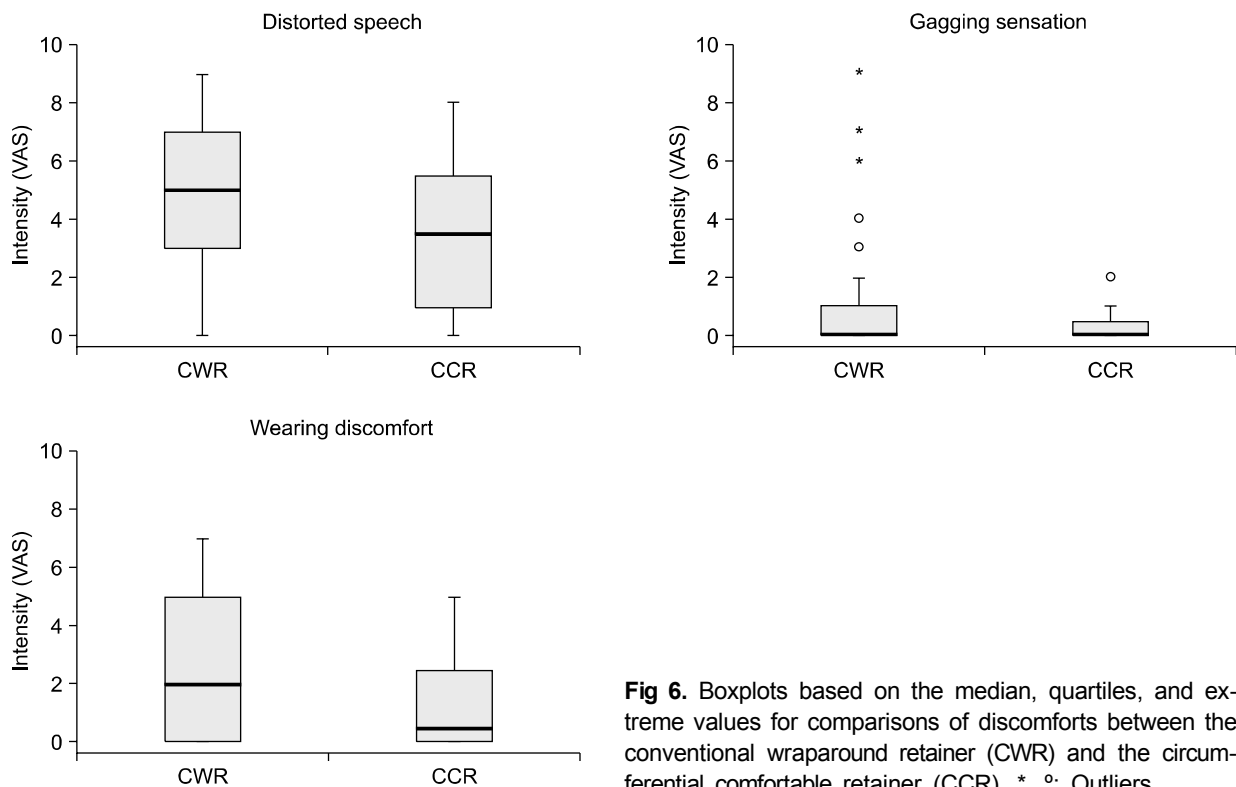 Distorted speech
10
8
6
4
2
0
Intensity (VAS)
CWR CCR
Gagging sensation
10
8
6
4
2
0
Intensity (VAS)
* 
*
*
CWR CCR
Wearing discomfort
10
8
6
4
2
0
Intensity (VAS)
CWR CCR
Fig 6. Boxplots based on the median, quartiles, and ex-
treme values for comparisons of discomforts between the
conventional wraparound retainer (CWR) and the circum-
ferential comfortable retainer (CCR). *, º: Outliers.